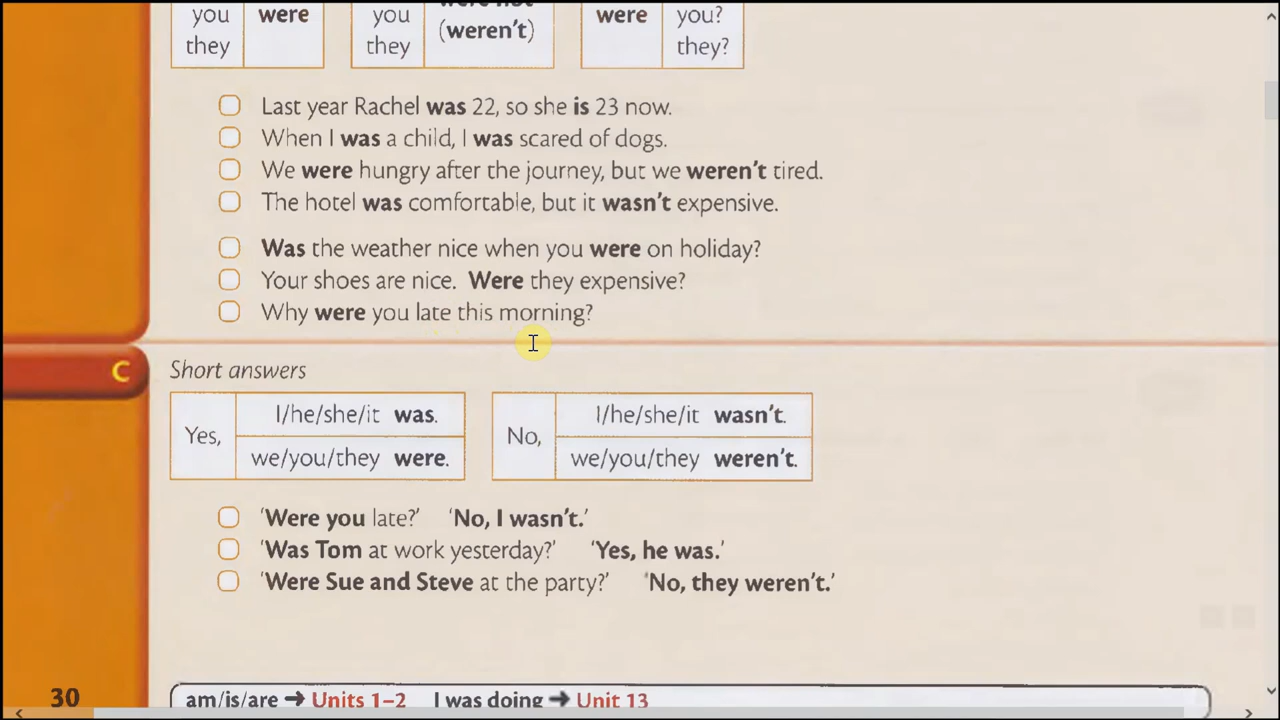 you were you were not were you?
they they (weren't) they?
Last year Rachel was 22, so she is 23 now.
When I was a child, I was scared of dogs.
We were hungry after the journey, but we weren't tired.
The hotel was comfortable, but it wasn't expensive.
Was the weather nice when you were on holiday?
Your shoes are nice. Were they expensive?
Why were you late this morning?
C
Short answers
Yes, I/he/she/it was. No, I/he/she/it wasn't.
we/you/they were. we/you/they weren't.
'Were you late?' 'No, I wasn't.'
'Was Tom at work yesterday?' 'Yes, he was.'
'Were Sue and Steve at the party?' 'No, they weren't.'
30
am/is/are → Units 1–2 I was doing → Unit 13